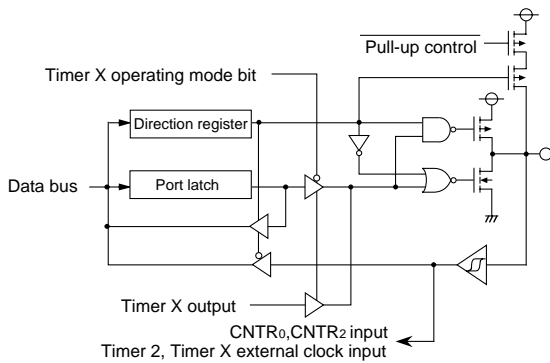 Pull-up control
Timer X operating mode bit
Direction register
Data bus
Port latch
Timer X output
CNTR₀,CNTR₂ input
Timer 2, Timer X external clock input